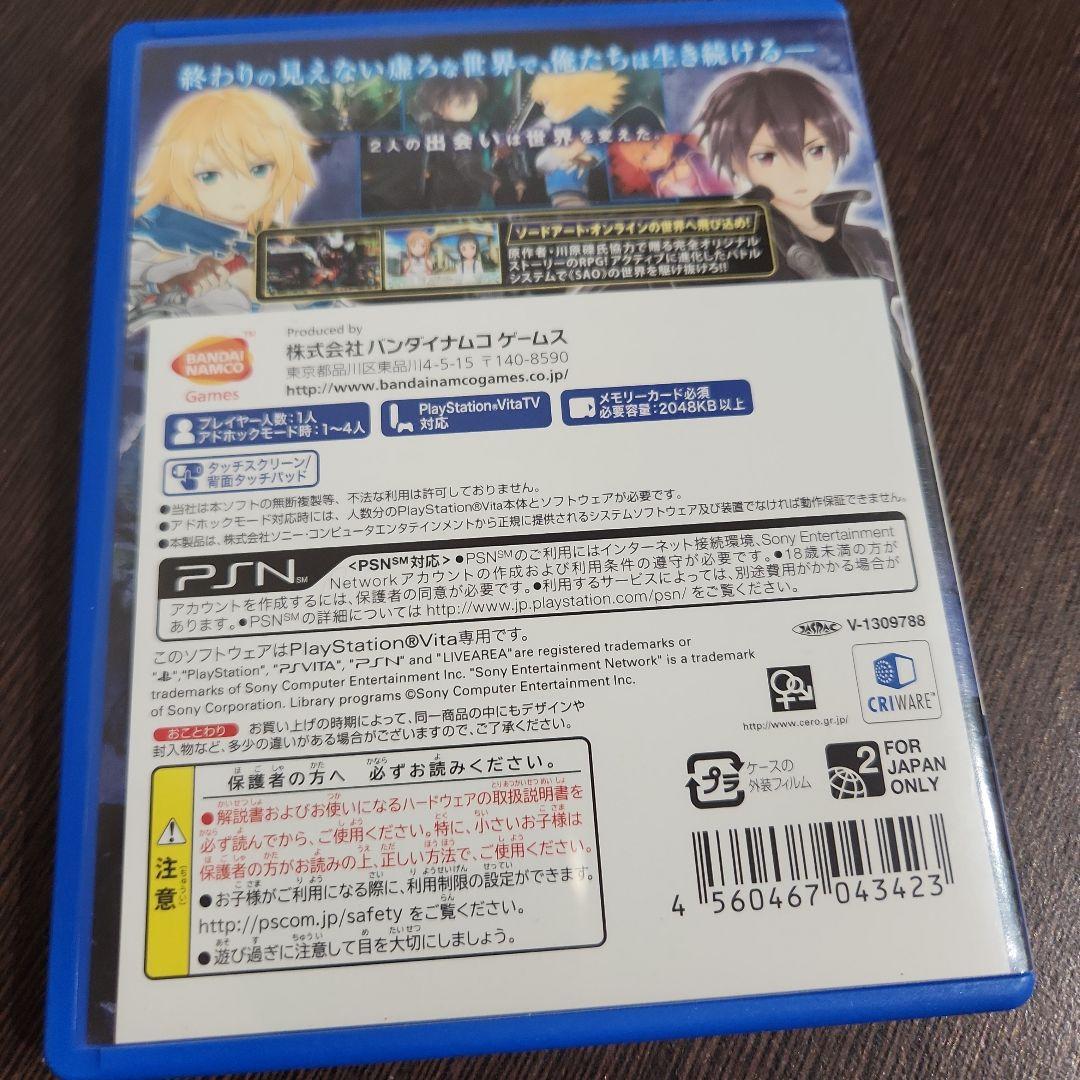 終わりの見えない虚ろな世界で、俺たちは生き続ける―
2人の出会いは世界を変えた。
ソードアート・オンラインの世界へ飛び込め!
原作者・川原礫氏協力で贈る完全オリジナル
ストーリーのRPG!アクティブに進化したバトル
システムで《SAO》の世界を駆け抜けろ!!
BANDAI
NAMCO
Games
TM
Produced by
株式会社 バンダイナムコ ゲームス
東京都品川区東品川4-5-15 〒140-8590
http://www.bandainamcogames.co.jp/
プレイヤー人数:1人
アドホックモード時:1~4人
PlayStation®VitaTV
対応
メモリーカード必須
必要容量:2048KB以上
タッチスクリーン/
背面タッチパッド
●当社は本ソフトの無断複製等、不法な利用は許可しておりません。
●アドホックモード対応時には、人数分のPlayStation®Vita本体とソフトウェアが必要です。
●本製品は、株式会社ソニー・コンピュータエンタテインメントから正規に提供されるシステムソフトウェア及び装置でなければ動作保証できません。
PSN SM
<PSN℠対応> ●PSN℠のご利用にはインターネット接続環境、Sony Entertainment
Networkアカウントの作成および利用条件の遵守が必要です。●18歳未満の方が
アカウントを作成するには、保護者の同意が必要です。●利用するサービスによっては、別途費用がかかる場合が
あります。●PSN℠の詳細については http://www.jp.playstation.com/psn/ をご覧ください。
JASRAC V-1309788
このソフトウェアはPlayStation®Vita専用です。
" ", "PlayStation", "PSVITA", "PSN" and "LIVEAREA" are registered trademarks or
trademarks of Sony Computer Entertainment Inc. "Sony Entertainment Network" is a trademark
of Sony Corporation. Library programs ©Sony Computer Entertainment Inc.
おことわり お買い上げの時期によって、同一商品の中にもデザインや
封入物など、多少の違いがある場合がございますので、ご了承ください。
http://www.cero.gr.jp/
CRIWARE™
プラ
ケースの
外装フィルム
2
FOR
JAPAN
ONLY
注意
(ちゅうい)
保護者の方へ 必ずお読みください。
●解説書およびお使いになるハードウェアの取扱説明書を
必ず読んでから、ご使用ください。特に、小さいお子様は
保護者の方がお読みの上、正しい方法で、ご使用ください。
●お子様がご利用になる際に、利用制限の設定ができます。
http://pscom.jp/safety をご覧ください。
●遊び過ぎに注意して目を大切にしましょう。
4 560467 043423